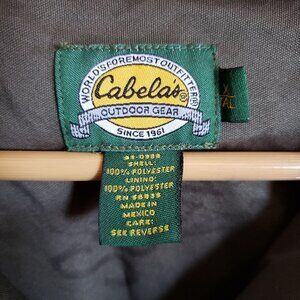 WORLD'S FOREMOST OUTFITTER®
Cabela's®
OUTDOOR GEAR
SINCE 1961
SHELL:
100% POLYESTER
LINING:
100% POLYESTER
MADE IN
MEXICO
CARE:
SEE REVERSE